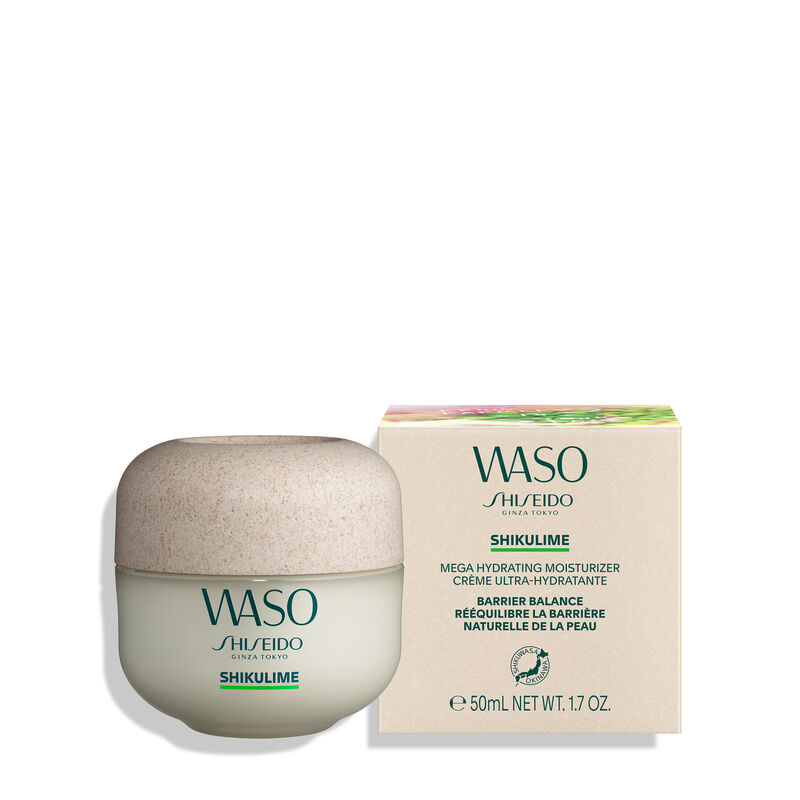 WASO
SHISEIDO
GINZA TOKYO
SHIKULIME
WASO
SHISEIDO
GINZA TOKYO
SHIKULIME
MEGA HYDRATING MOISTURIZER
CRÈME ULTRA-HYDRATANTE
BARRIER BALANCE
RÉÉQUILIBRE LA BARRIÈRE
NATURELLE DE LA PEAU
SHIKUWASA
OKINAWA
℮ 50mL NET WT. 1.7 OZ.